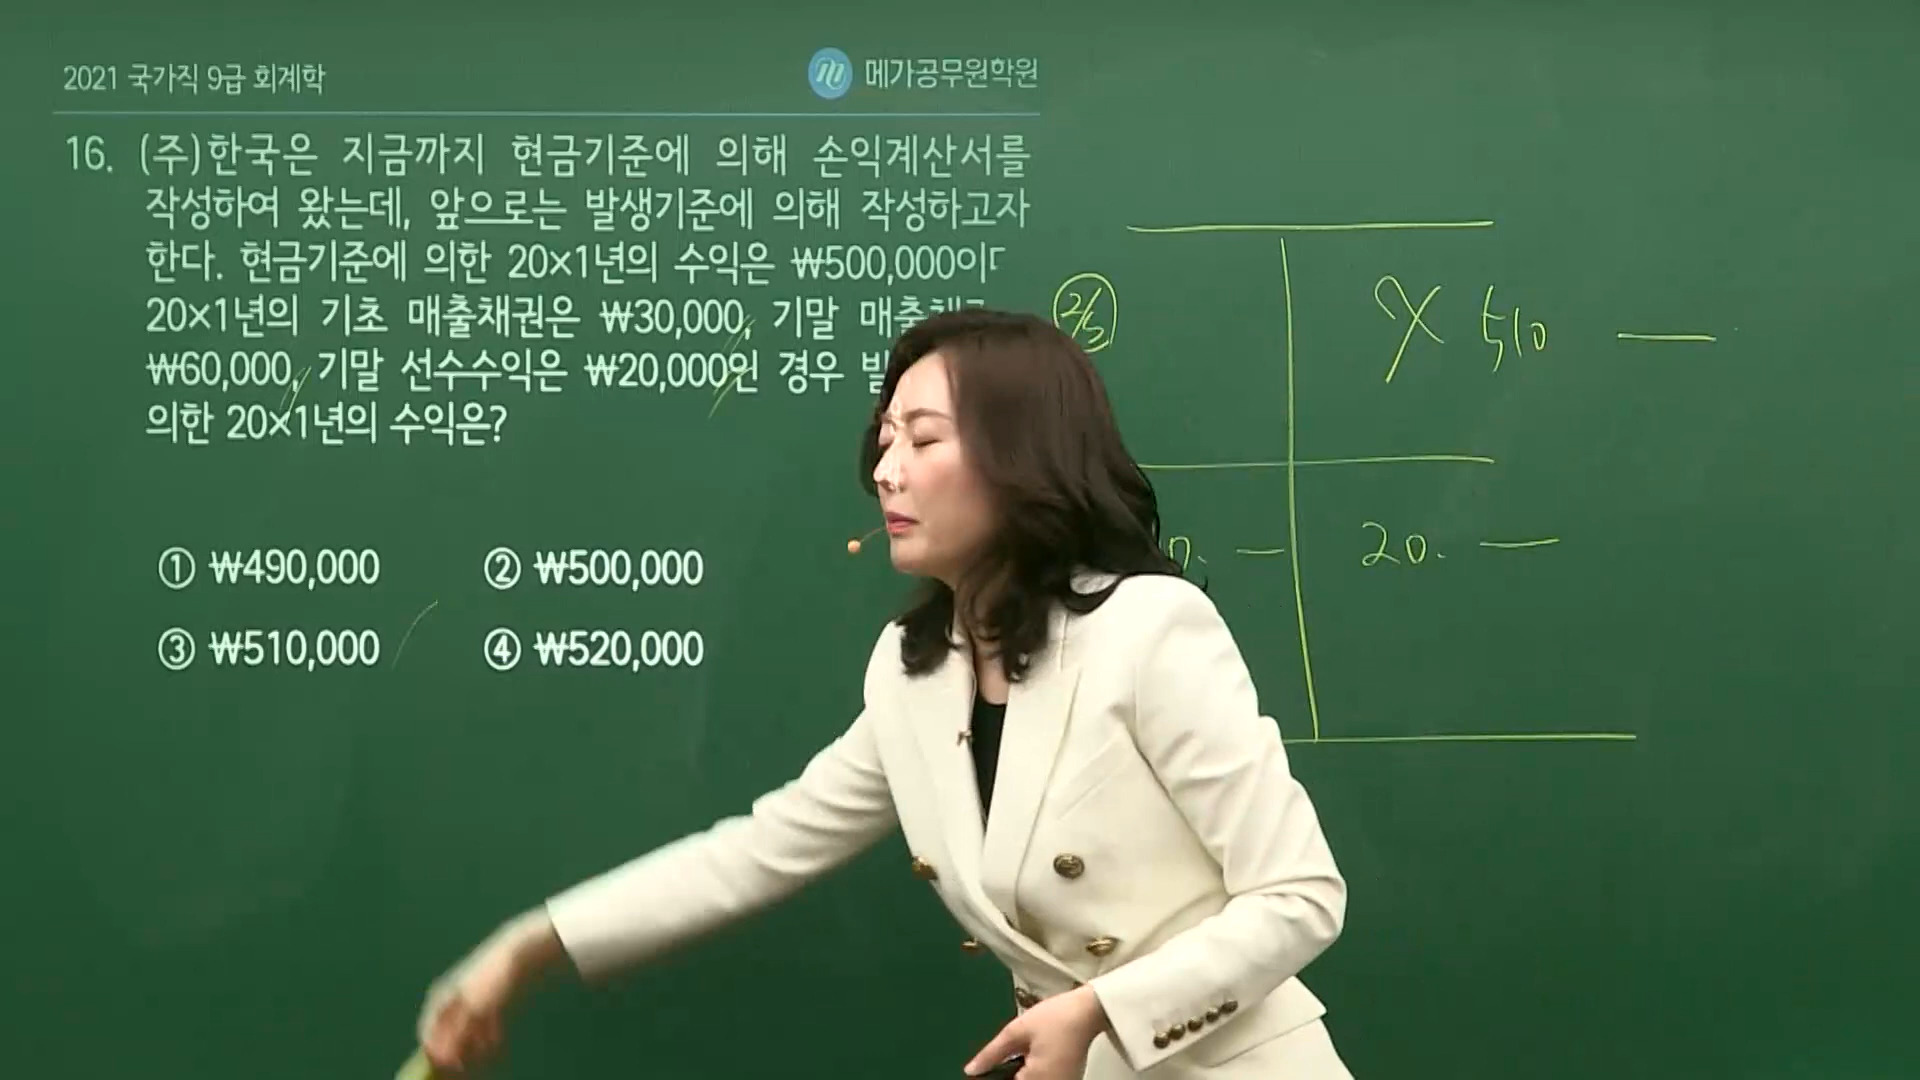 2021 국가직 9급 회계학
메가공무원학원
16. (주)한국은 지금까지 현금기준에 의해 손익계산서를
작성하여 왔는데, 앞으로는 발생기준에 의해 작성하고자
한다. 현금기준에 의한 20×1년의 수익은 ₩500,000이
20×1년의 기초 매출채권은 ₩30,000, 기말
₩60,000, 기말 선수수익은 ₩20,000인 경우
의한 20×1년의 수익은?
① ₩490,000 ② ₩500,000
③ ₩510,000 ④ ₩520,000
X 510 —
20. —